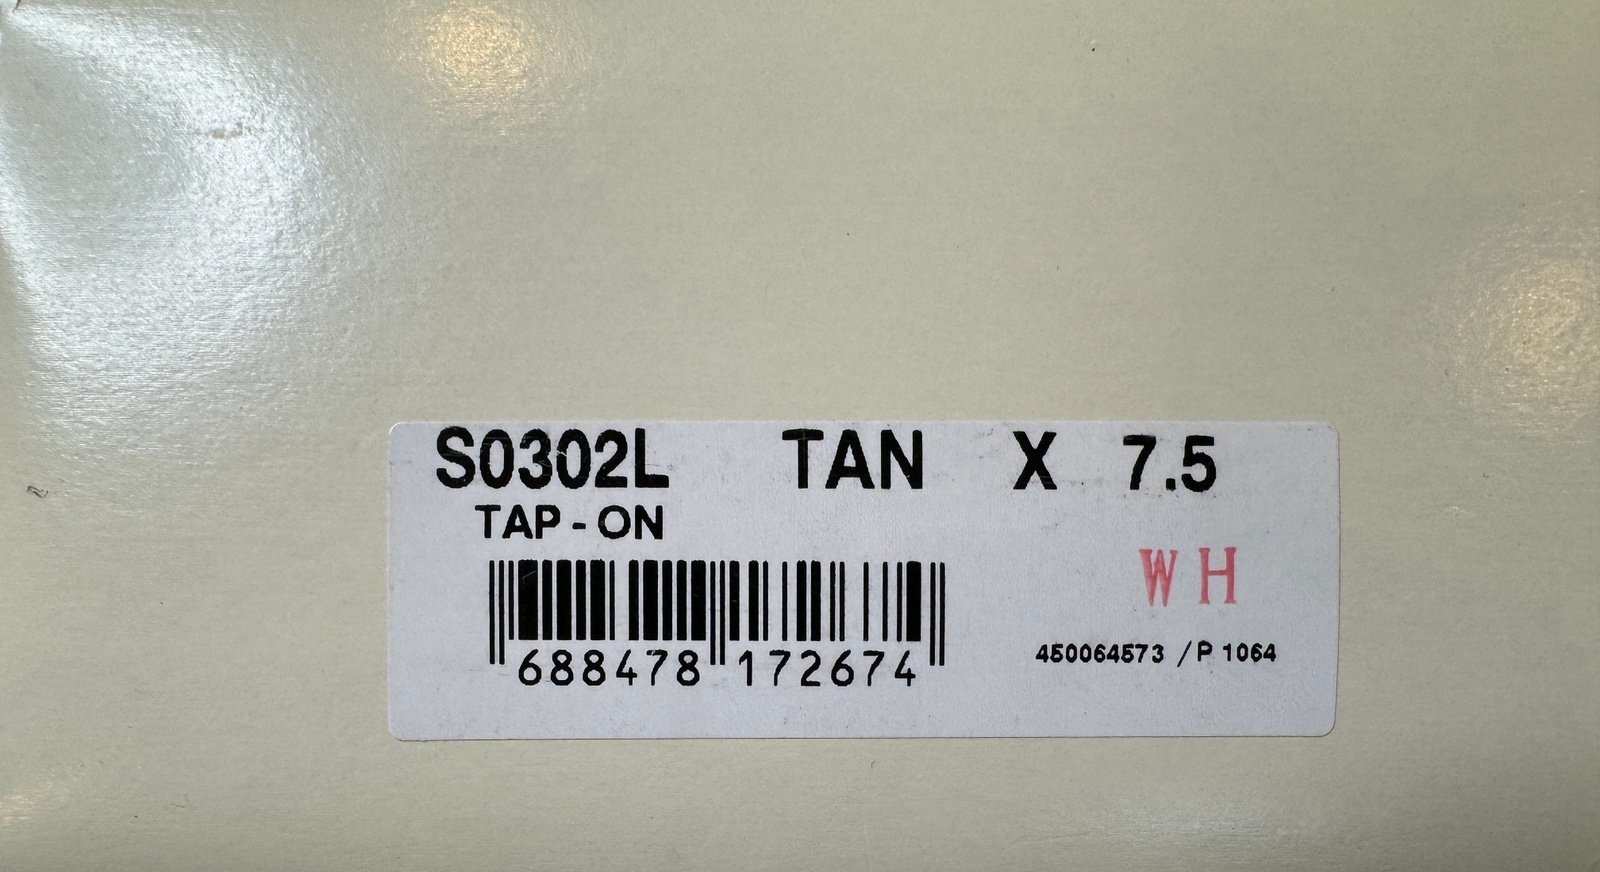 S0302L TAN X 7.5
TAP-ON
WH
688478 172674
450064573 /P 1064